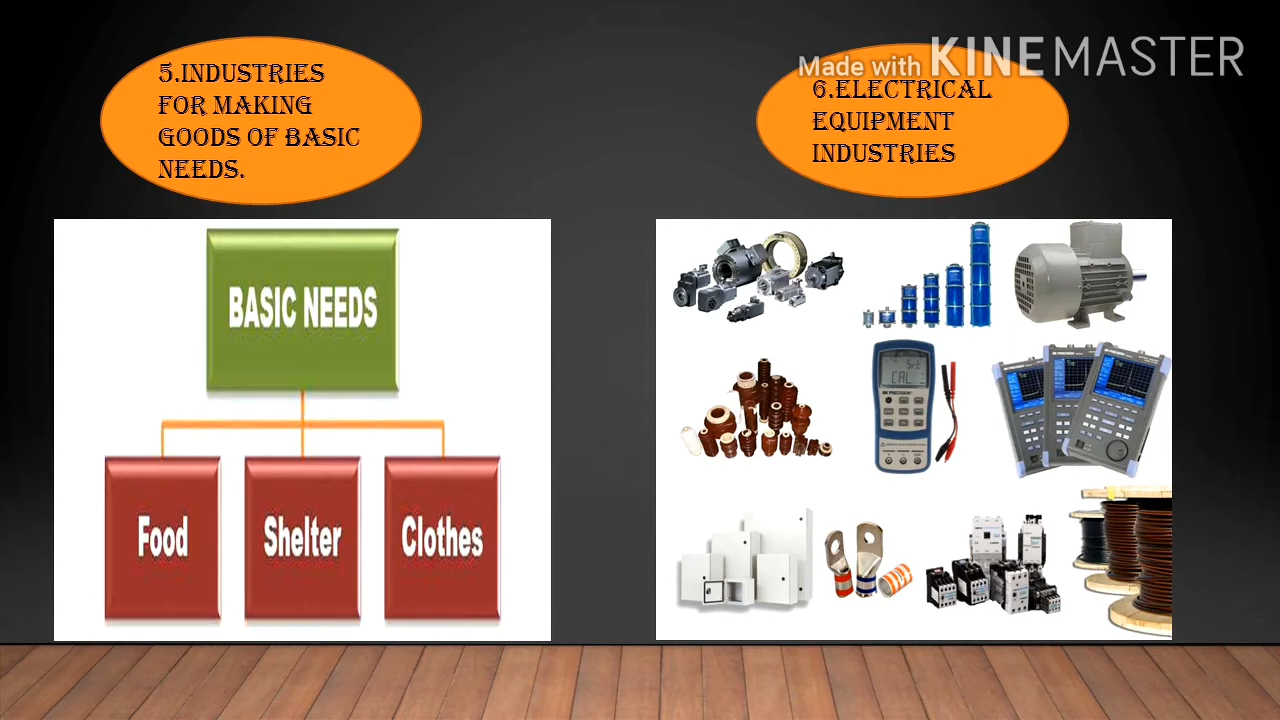 5.INDUSTRIES
FOR MAKING
GOODS OF BASIC
NEEDS.
Made with KINEMASTER
6.ELECTRICAL
EQUIPMENT
INDUSTRIES
BASIC NEEDS
Food
Shelter
Clothes
CAL